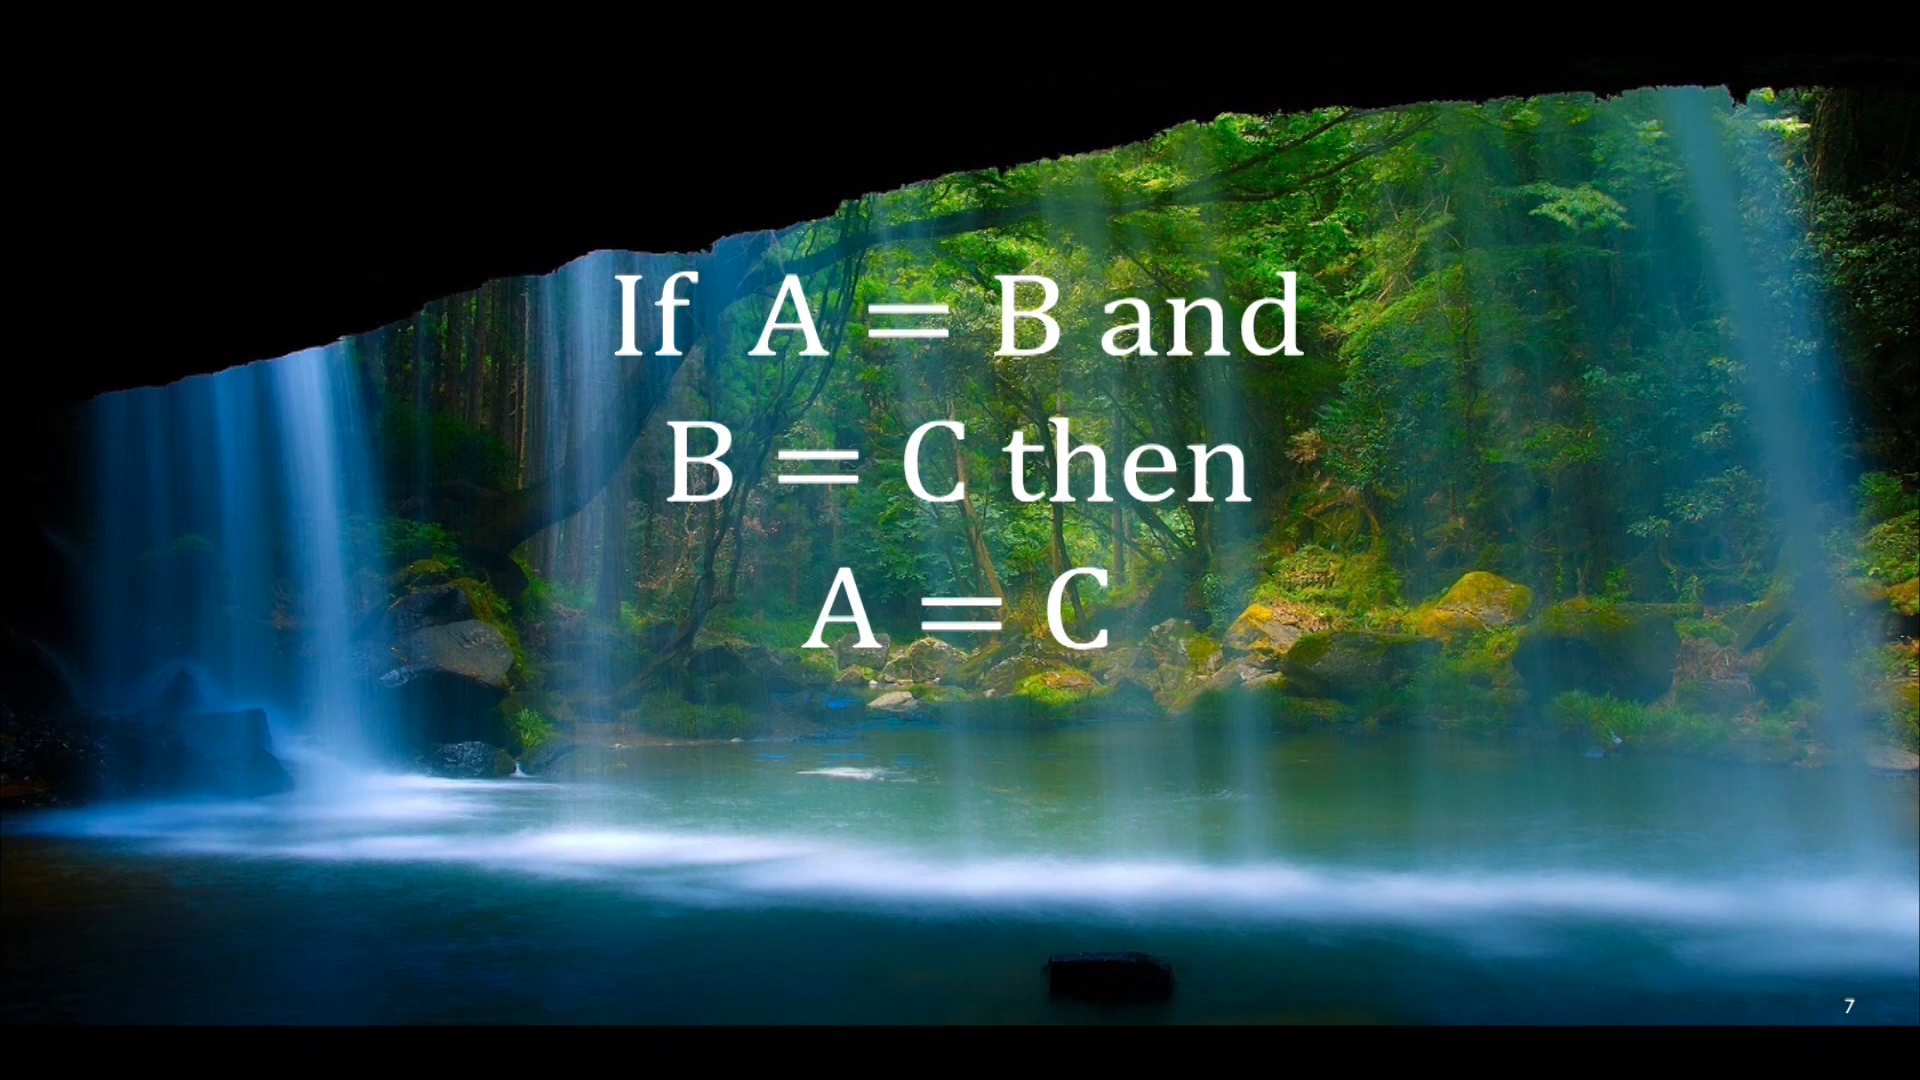 If A = B and
B = C then
A = C
7